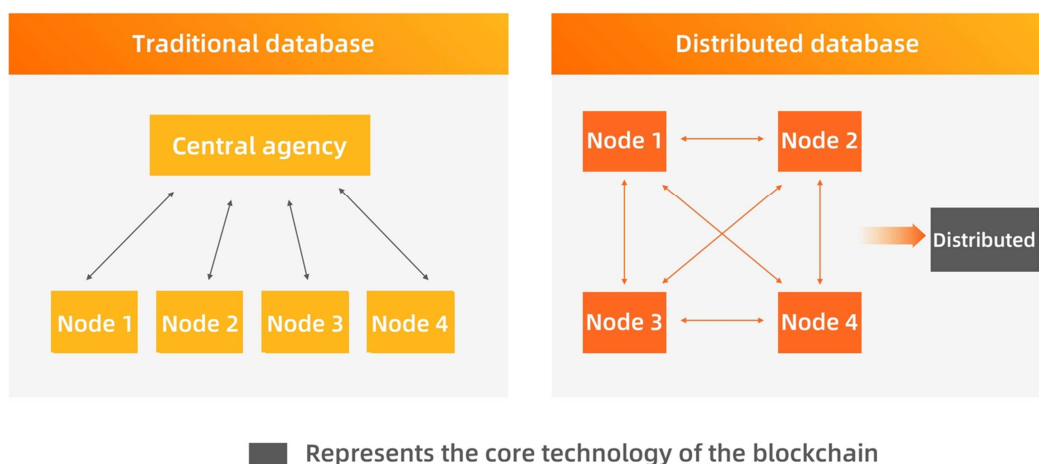 Traditional database
Central agency
Node 1
Node 2
Node 3
Node 4
Distributed database
Node 1
Node 2
Node 3
Node 4
Distributed
Represents the core technology of the blockchain